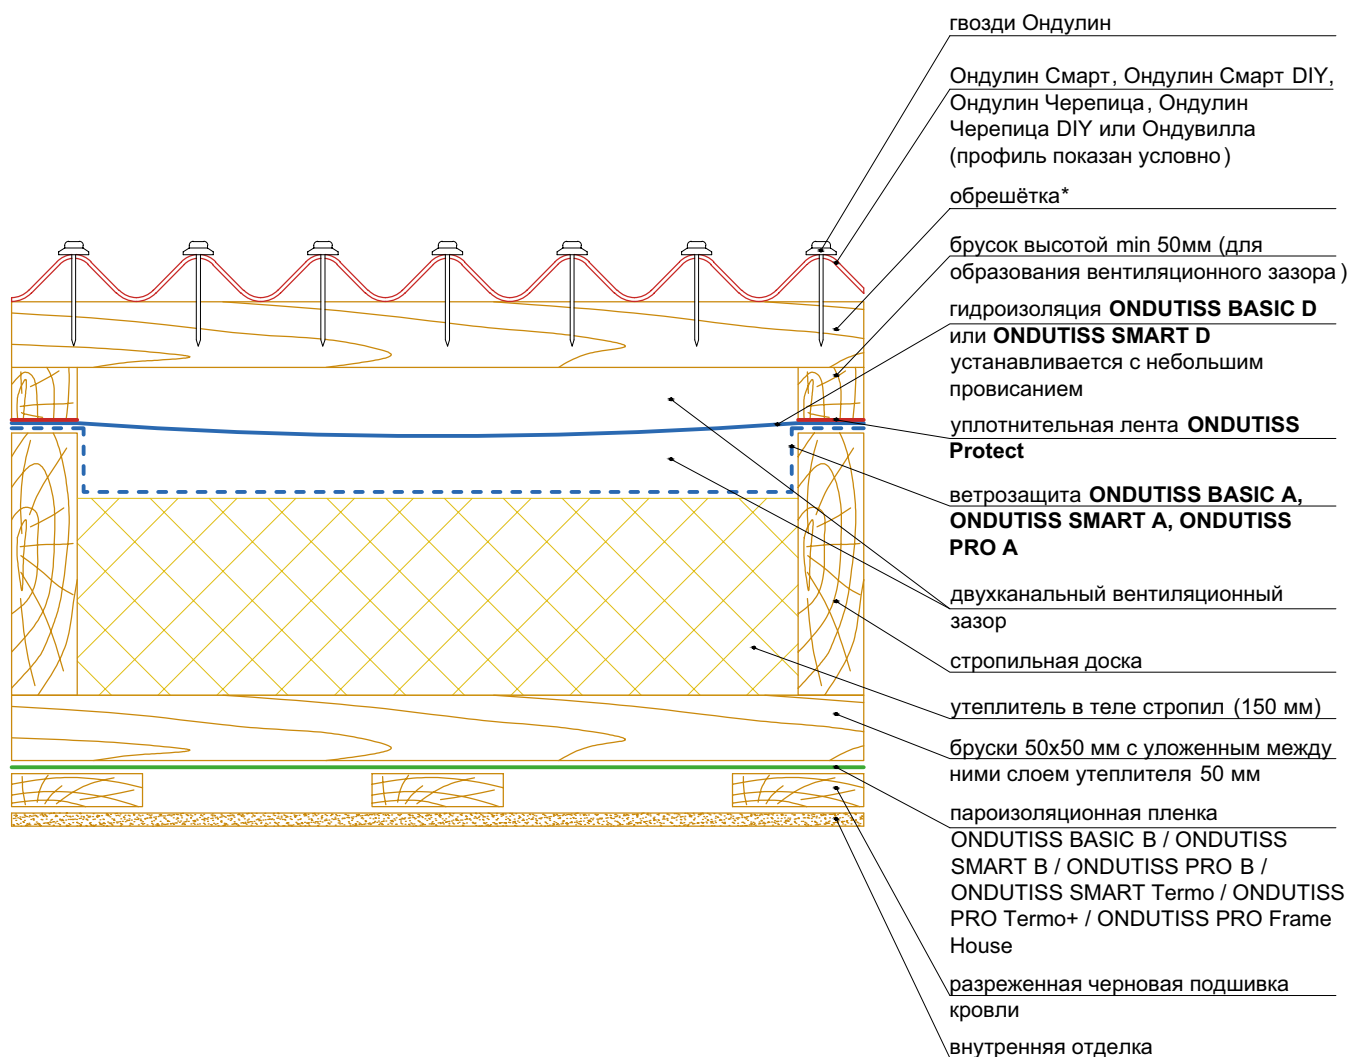 гвозди Ондулин
Ондулин Смарт, Ондулин Смарт DIY,
Ондулин Черепица, Ондулин
Черепица DIY или Ондувилла
(профиль показан условно)
обрешётка*
брусок высотой min 50мм (для
образования вентиляционного зазора)
гидроизоляция ONDUTISS BASIC D
или ONDUTISS SMART D
устанавливается с небольшим
провисанием
уплотнительная лента ONDUTISS
Protect
ветрозащита ONDUTISS BASIC A,
ONDUTISS SMART A, ONDUTISS
PRO A
двухканальный вентиляционный
зазор
стропильная доска
утеплитель в теле стропил (150 мм)
бруски 50х50 мм с уложенным между
ними слоем утеплителя 50 мм
пароизоляционная пленка
ONDUTISS BASIC B / ONDUTISS
SMART B / ONDUTISS PRO B /
ONDUTISS SMART Termo / ONDUTISS
PRO Termo+ / ONDUTISS PRO Frame
House
разреженная черновая подшивка
кровли
внутренняя отделка